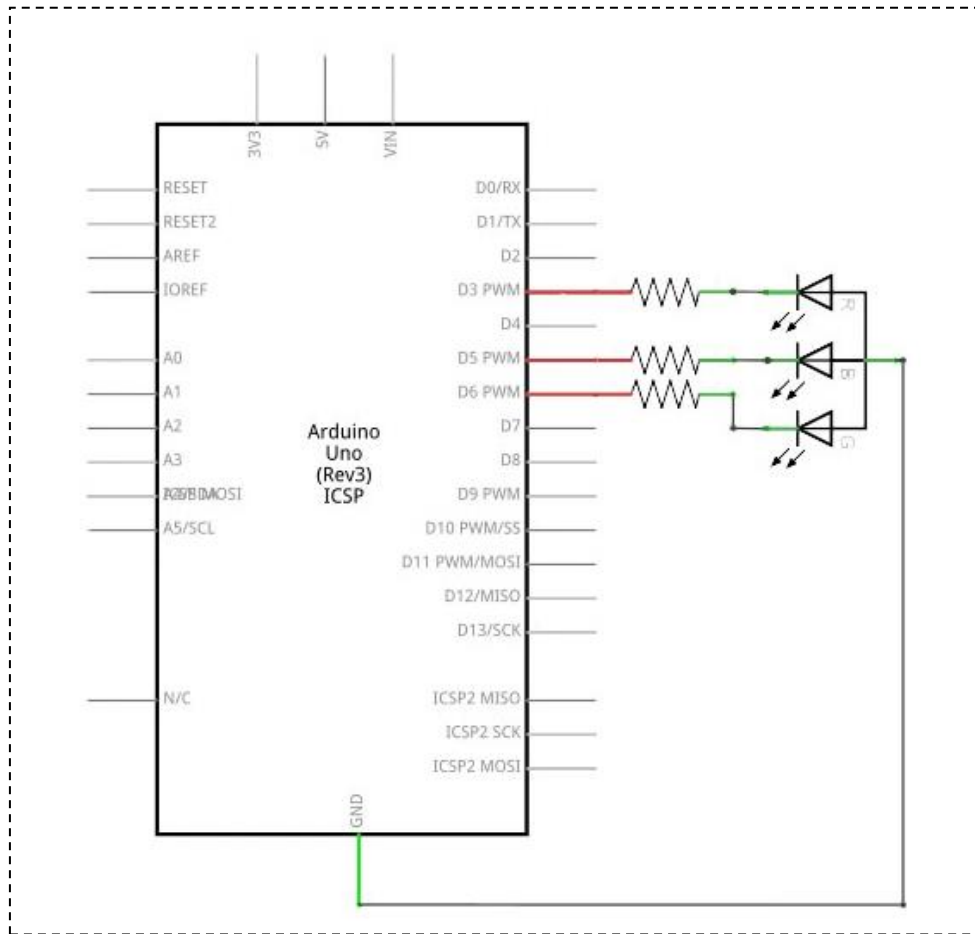 3V3
5V
VIN
RESET
RESET2
AREF
IOREF
A0
A1
A2
A3
A5/SCL
N/C
D0/RX
D1/TX
D2
D3 PWM
D4
D5 PWM
D6 PWM
D7
D8
D9 PWM
D10 PWM/SS
D11 PWM/MOSI
D12/MISO
D13/SCK
ICSP2 MISO
ICSP2 SCK
ICSP2 MOSI
Arduino
Uno
(Rev3)
ICSP
GND
R
B
G